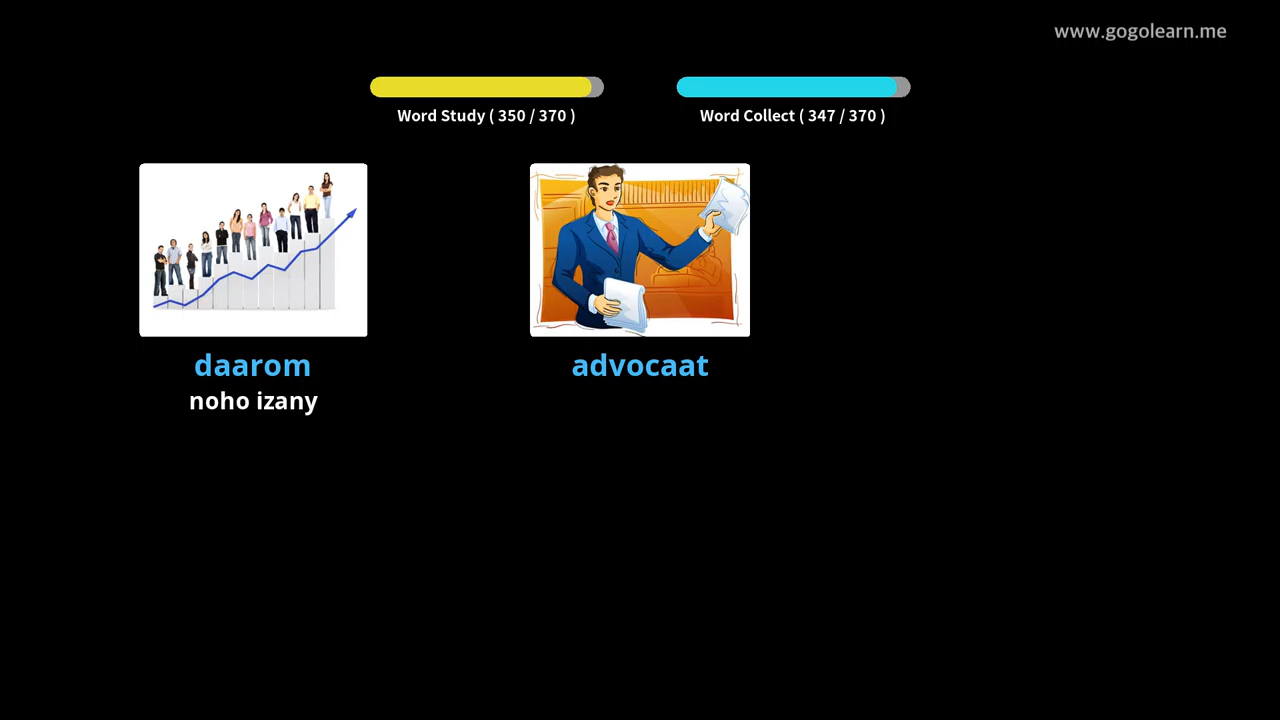 www.gogolearn.me
Word Study ( 350 / 370 )
Word Collect ( 347 / 370 )
daarom
noho izany
advocaat